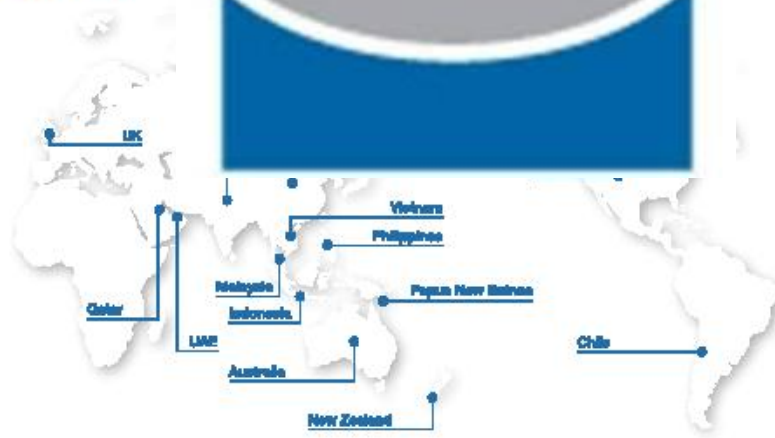 UK
Vietnam
Philippines
Malaysia
Papua New Guinea
Indonesia
Qatar
UAE
Chile
Australia
New Zealand